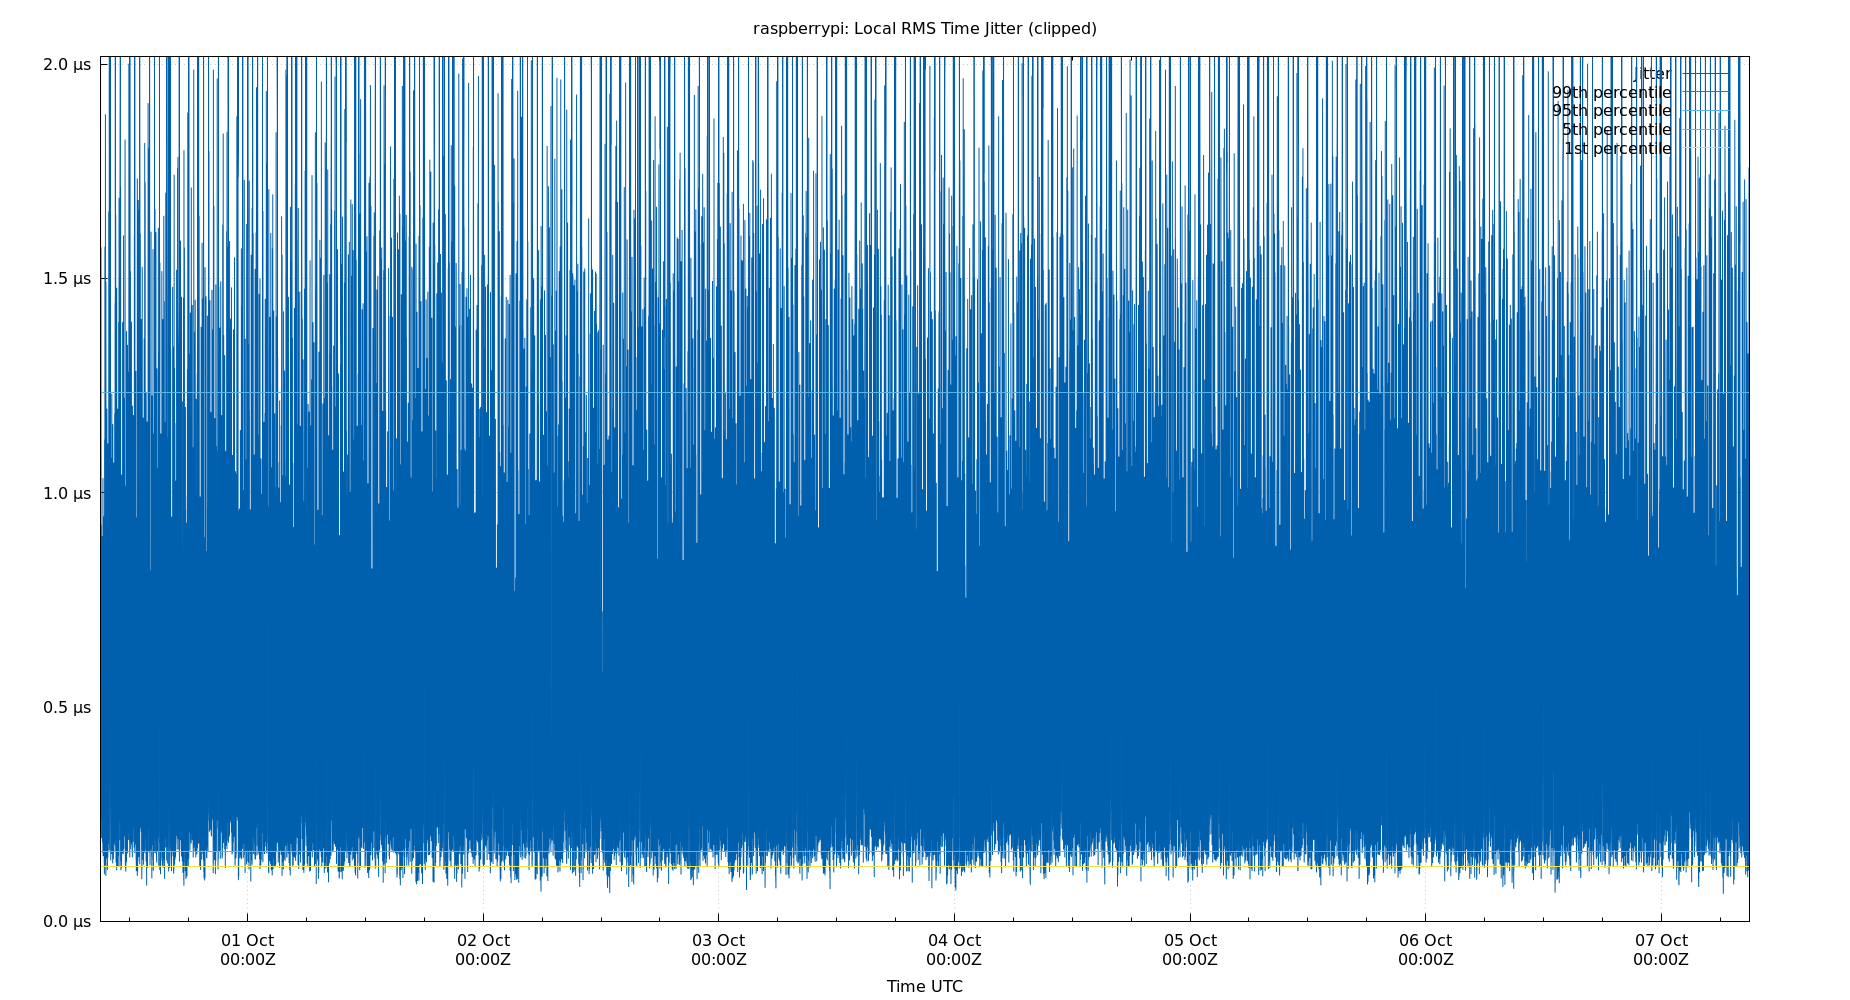 raspberrypi: Local RMS Time Jitter (clipped)
2.0 µs
1.5 µs
1.0 µs
0.5 µs
0.0 µs
jitter
99th percentile
95th percentile
5th percentile
1st percentile
01 Oct
00:00Z
02 Oct
00:00Z
03 Oct
00:00Z
04 Oct
00:00Z
05 Oct
00:00Z
06 Oct
00:00Z
07 Oct
00:00Z
Time UTC